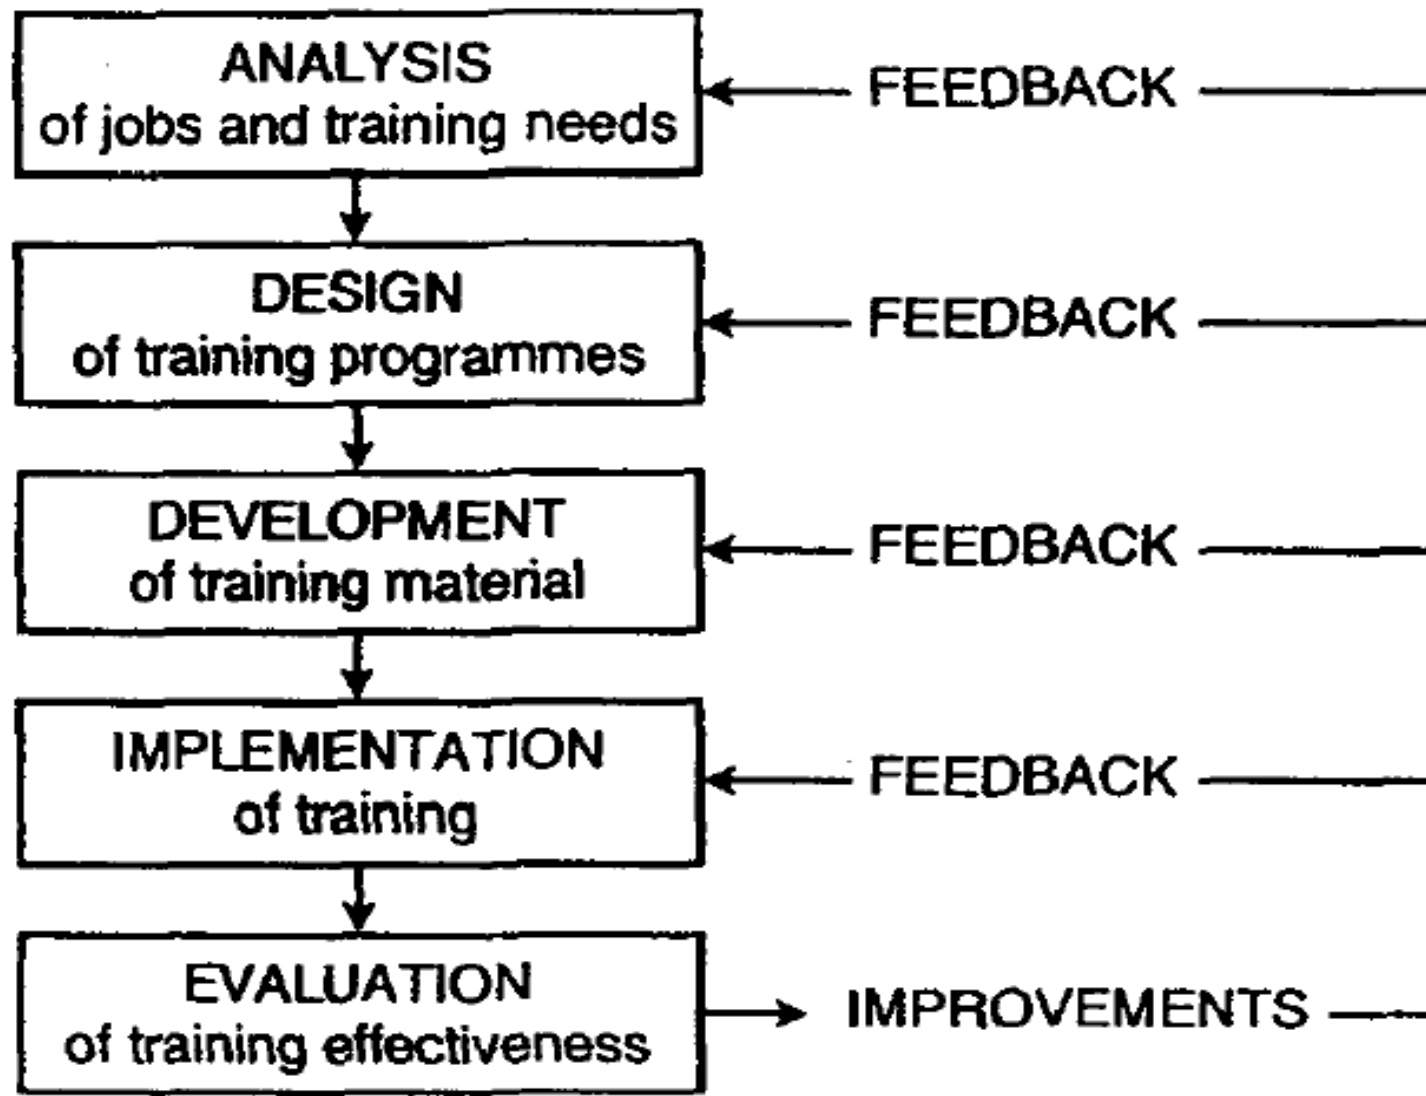 ANALYSIS
of jobs and training needs
FEEDBACK
DESIGN
of training programmes
FEEDBACK
DEVELOPMENT
of training material
FEEDBACK
IMPLEMENTATION
of training
FEEDBACK
EVALUATION
of training effectiveness
IMPROVEMENTS